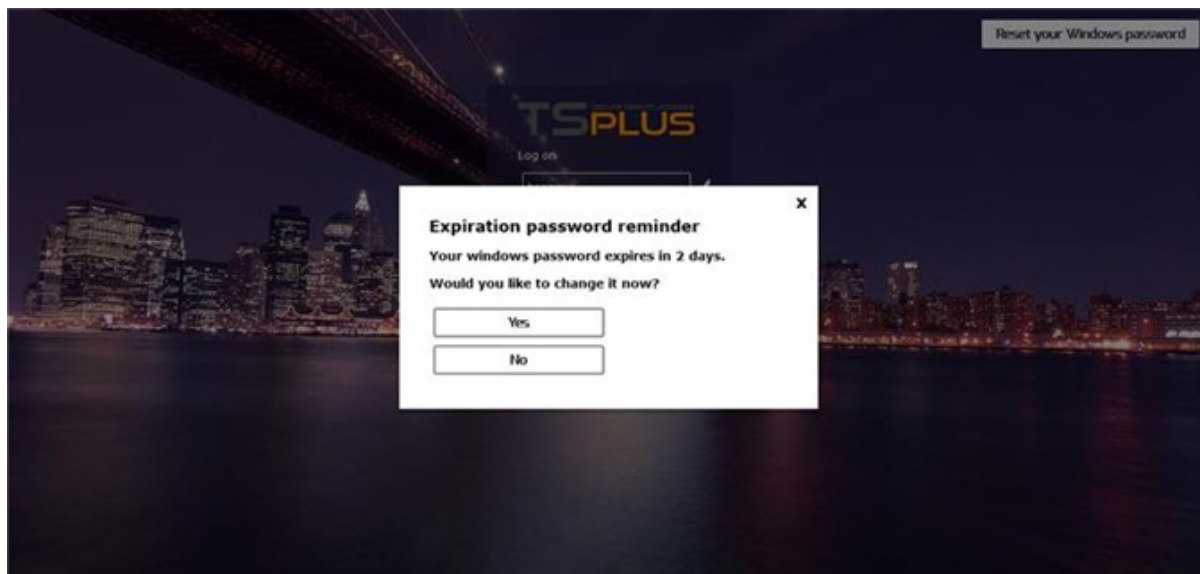 Reset your Windows password
TSPLUS
Log on
x
Expiration password reminder
Your windows password expires in 2 days.
Would you like to change it now?
Yes
No